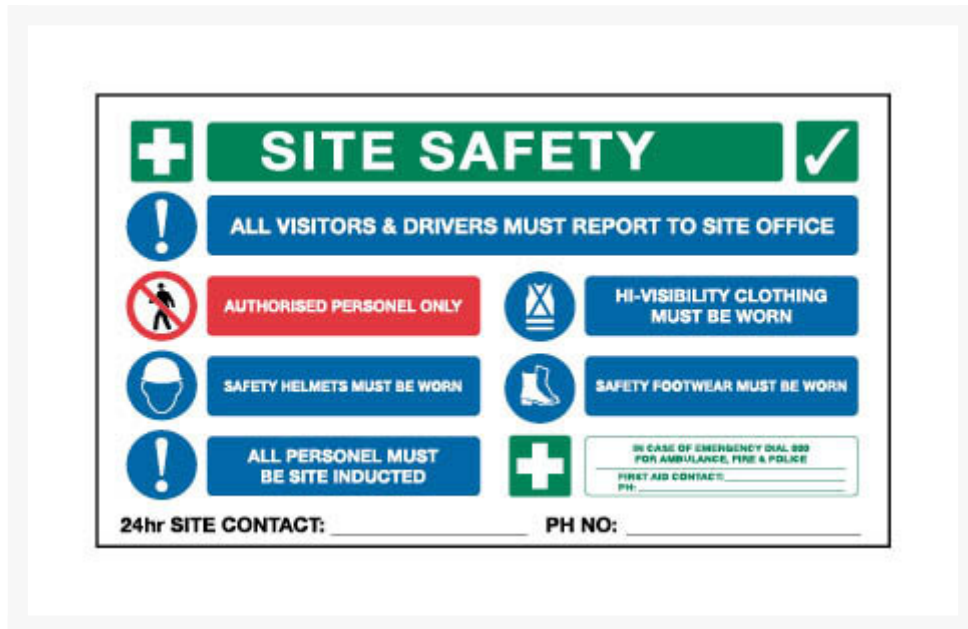 SITE SAFETY
ALL VISITORS & DRIVERS MUST REPORT TO SITE OFFICE
AUTHORISED PERSONEL ONLY
HI-VISIBILITY CLOTHING
MUST BE WORN
SAFETY HELMETS MUST BE WORN
SAFETY FOOTWEAR MUST BE WORN
ALL PERSONEL MUST
BE SITE INDUCTED
IN CASE OF EMERGENCY DIAL 000
FOR AMBULANCE, FIRE & POLICE
FIRST AID CONTACT:
PH:
24hr SITE CONTACT:
PH NO: